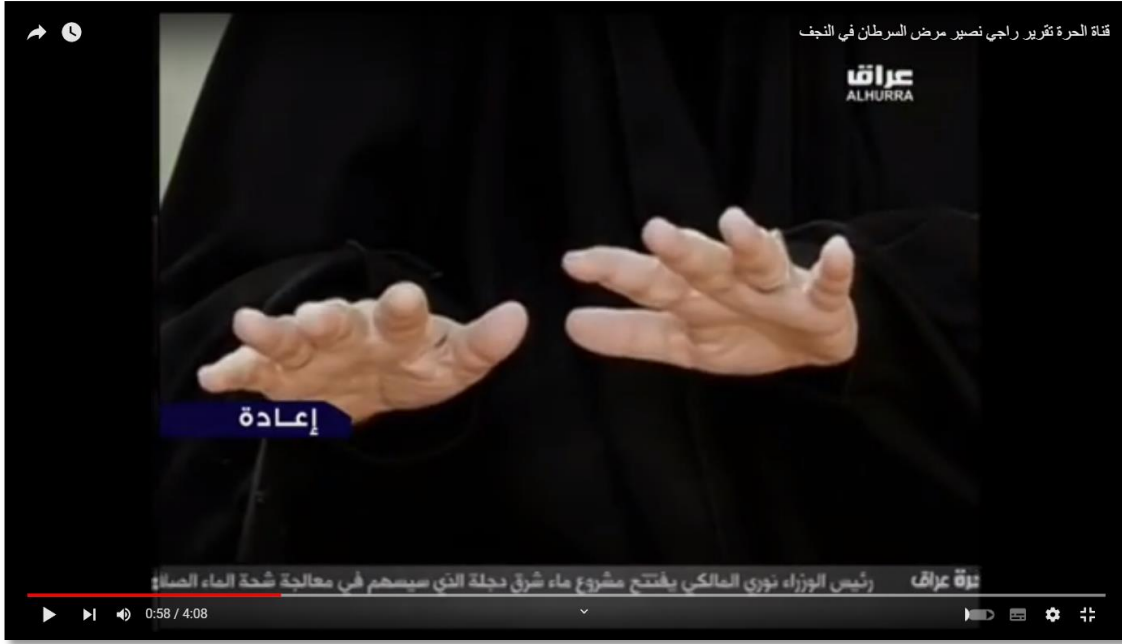 قناة الحرة تقرير راجي نصير مرض السرطان في النجف
عراق
ALHURRA
إعادة
عراق رئيس الوزراء نوري المالكي يفتتح مشروع ماء شرق دجلة الذي سيسهم في معالجة شحة الماء
0:58 / 4:08